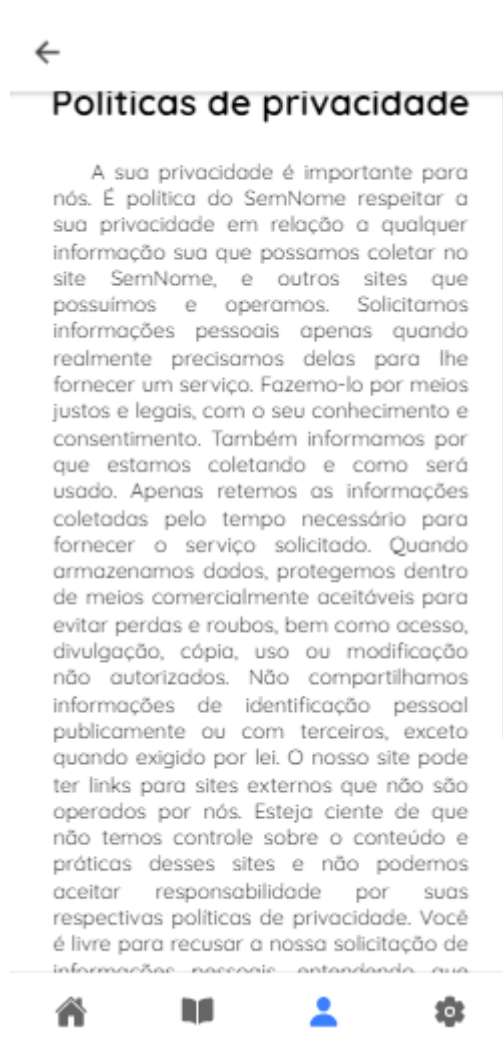 Políticas de privacidade
A sua privacidade é importante para
nós. É política do SemNome respeitar a
sua privacidade em relação a qualquer
informação sua que possamos coletar no
site SemNome, e outros sites que
possuímos e operamos. Solicitamos
informações pessoais apenas quando
realmente precisamos delas para lhe
fornecer um serviço. Fazemo-lo por meios
justos e legais, com o seu conhecimento e
consentimento. Também informamos por
que estamos coletando e como será
usado. Apenas retemos as informações
coletadas pelo tempo necessário para
fornecer o serviço solicitado. Quando
armazenamos dados, protegemos dentro
de meios comercialmente aceitáveis para
evitar perdas e roubos, bem como acesso,
divulgação, cópia, uso ou modificação
não autorizados. Não compartilhamos
informações de identificação pessoal
publicamente ou com terceiros, exceto
quando exigido por lei. O nosso site pode
ter links para sites externos que não são
operados por nós. Esteja ciente de que
não temos controle sobre o conteúdo e
práticas desses sites e não podemos
aceitar responsabilidade por suas
respectivas políticas de privacidade. Você
é livre para recusar a nossa solicitação de
informações pessoais, entendendo que